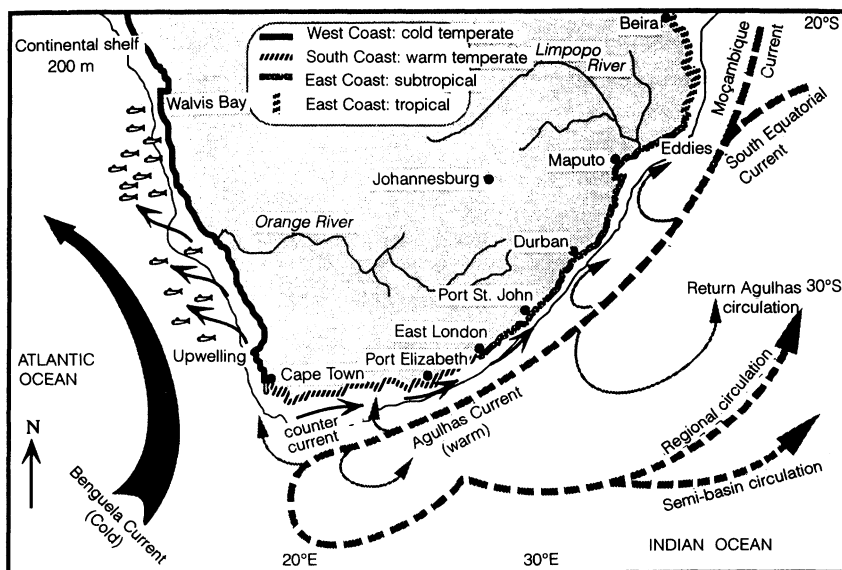 Continental shelf
200 m
West Coast: cold temperate
South Coast: warm temperate
East Coast: subtropical
East Coast: tropical
Beira
20°S
Limpopo
River
Moçambique
Current
Walvis Bay
Maputo
Eddies
South Equatorial
Current
Johannesburg
Orange River
Durban
Port St. John
Return Agulhas
circulation
30°S
East London
Upwelling
Port Elizabeth
ATLANTIC
OCEAN
Cape Town
counter
current
Agulhas Current
(warm)
Regional circulation
Semi-basin circulation
N
Benguela Current
(Cold)
20°E
30°E
INDIAN OCEAN